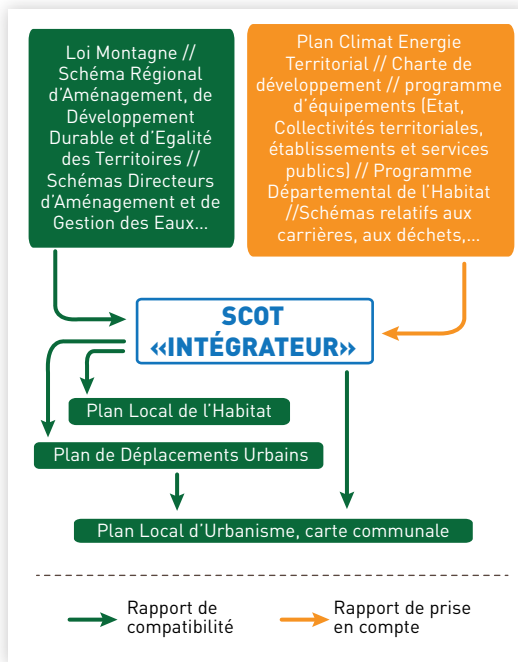 Loi Montagne //
Schéma Régional
d’Aménagement, de
Développement
Durable et d’Egalité
des Territoires //
Schémas Directeurs
d’Aménagement et de
Gestion des Eaux...
Plan Climat Energie
Territorial // Charte de
développement // programme
d’équipements (Etat,
Collectivités territoriales,
établissements et services
publics) // Programme
Départemental de l’Habitat
//Schémas relatifs aux
carrières, aux déchets,...
SCOT
«INTÉGRATEUR»
Plan Local de l’Habitat
Plan de Déplacements Urbains
Plan Local d’Urbanisme, carte communale
Rapport de
compatibilité
Rapport de prise
en compte